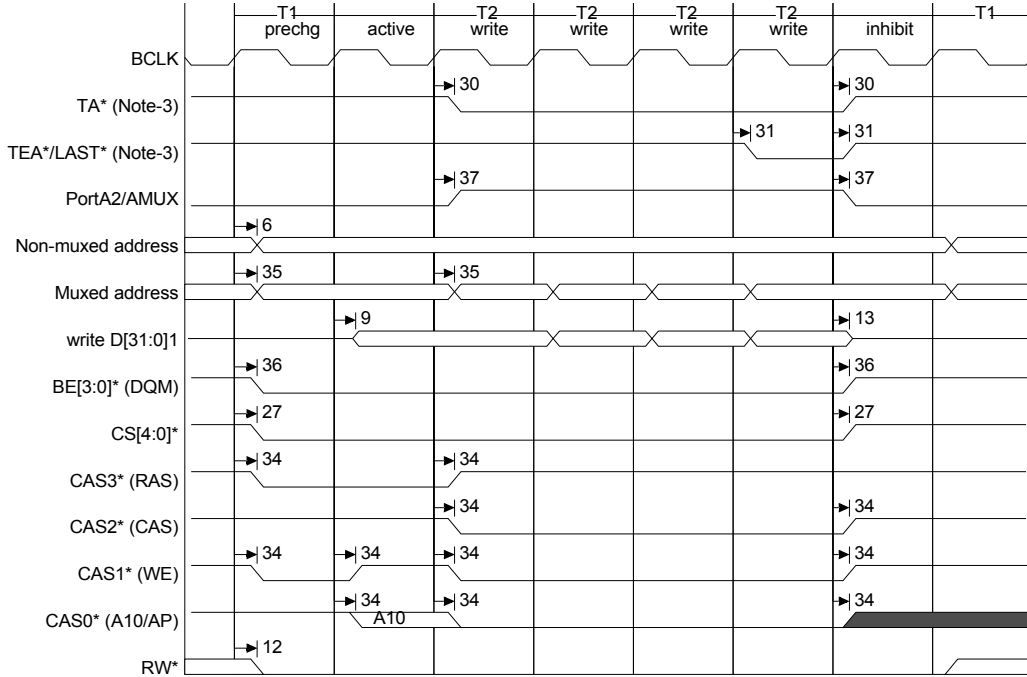 T1 T2 T2 T2 T2 T1
prechg active write write write write inhibit
BCLK
30 30
TA* (Note-3)
31 31
TEA*/LAST* (Note-3)
37 37
PortA2/AMUX
6
Non-muxed address
35 35
Muxed address
9 13
write D[31:0]1
36 36
BE[3:0]* (DQM)
27 27
CS[4:0]*
34 34
CAS3* (RAS)
34 34
CAS2* (CAS)
34 34 34 34
CAS1* (WE)
34 34 34
CAS0* (A10/AP) A10
12
RW*